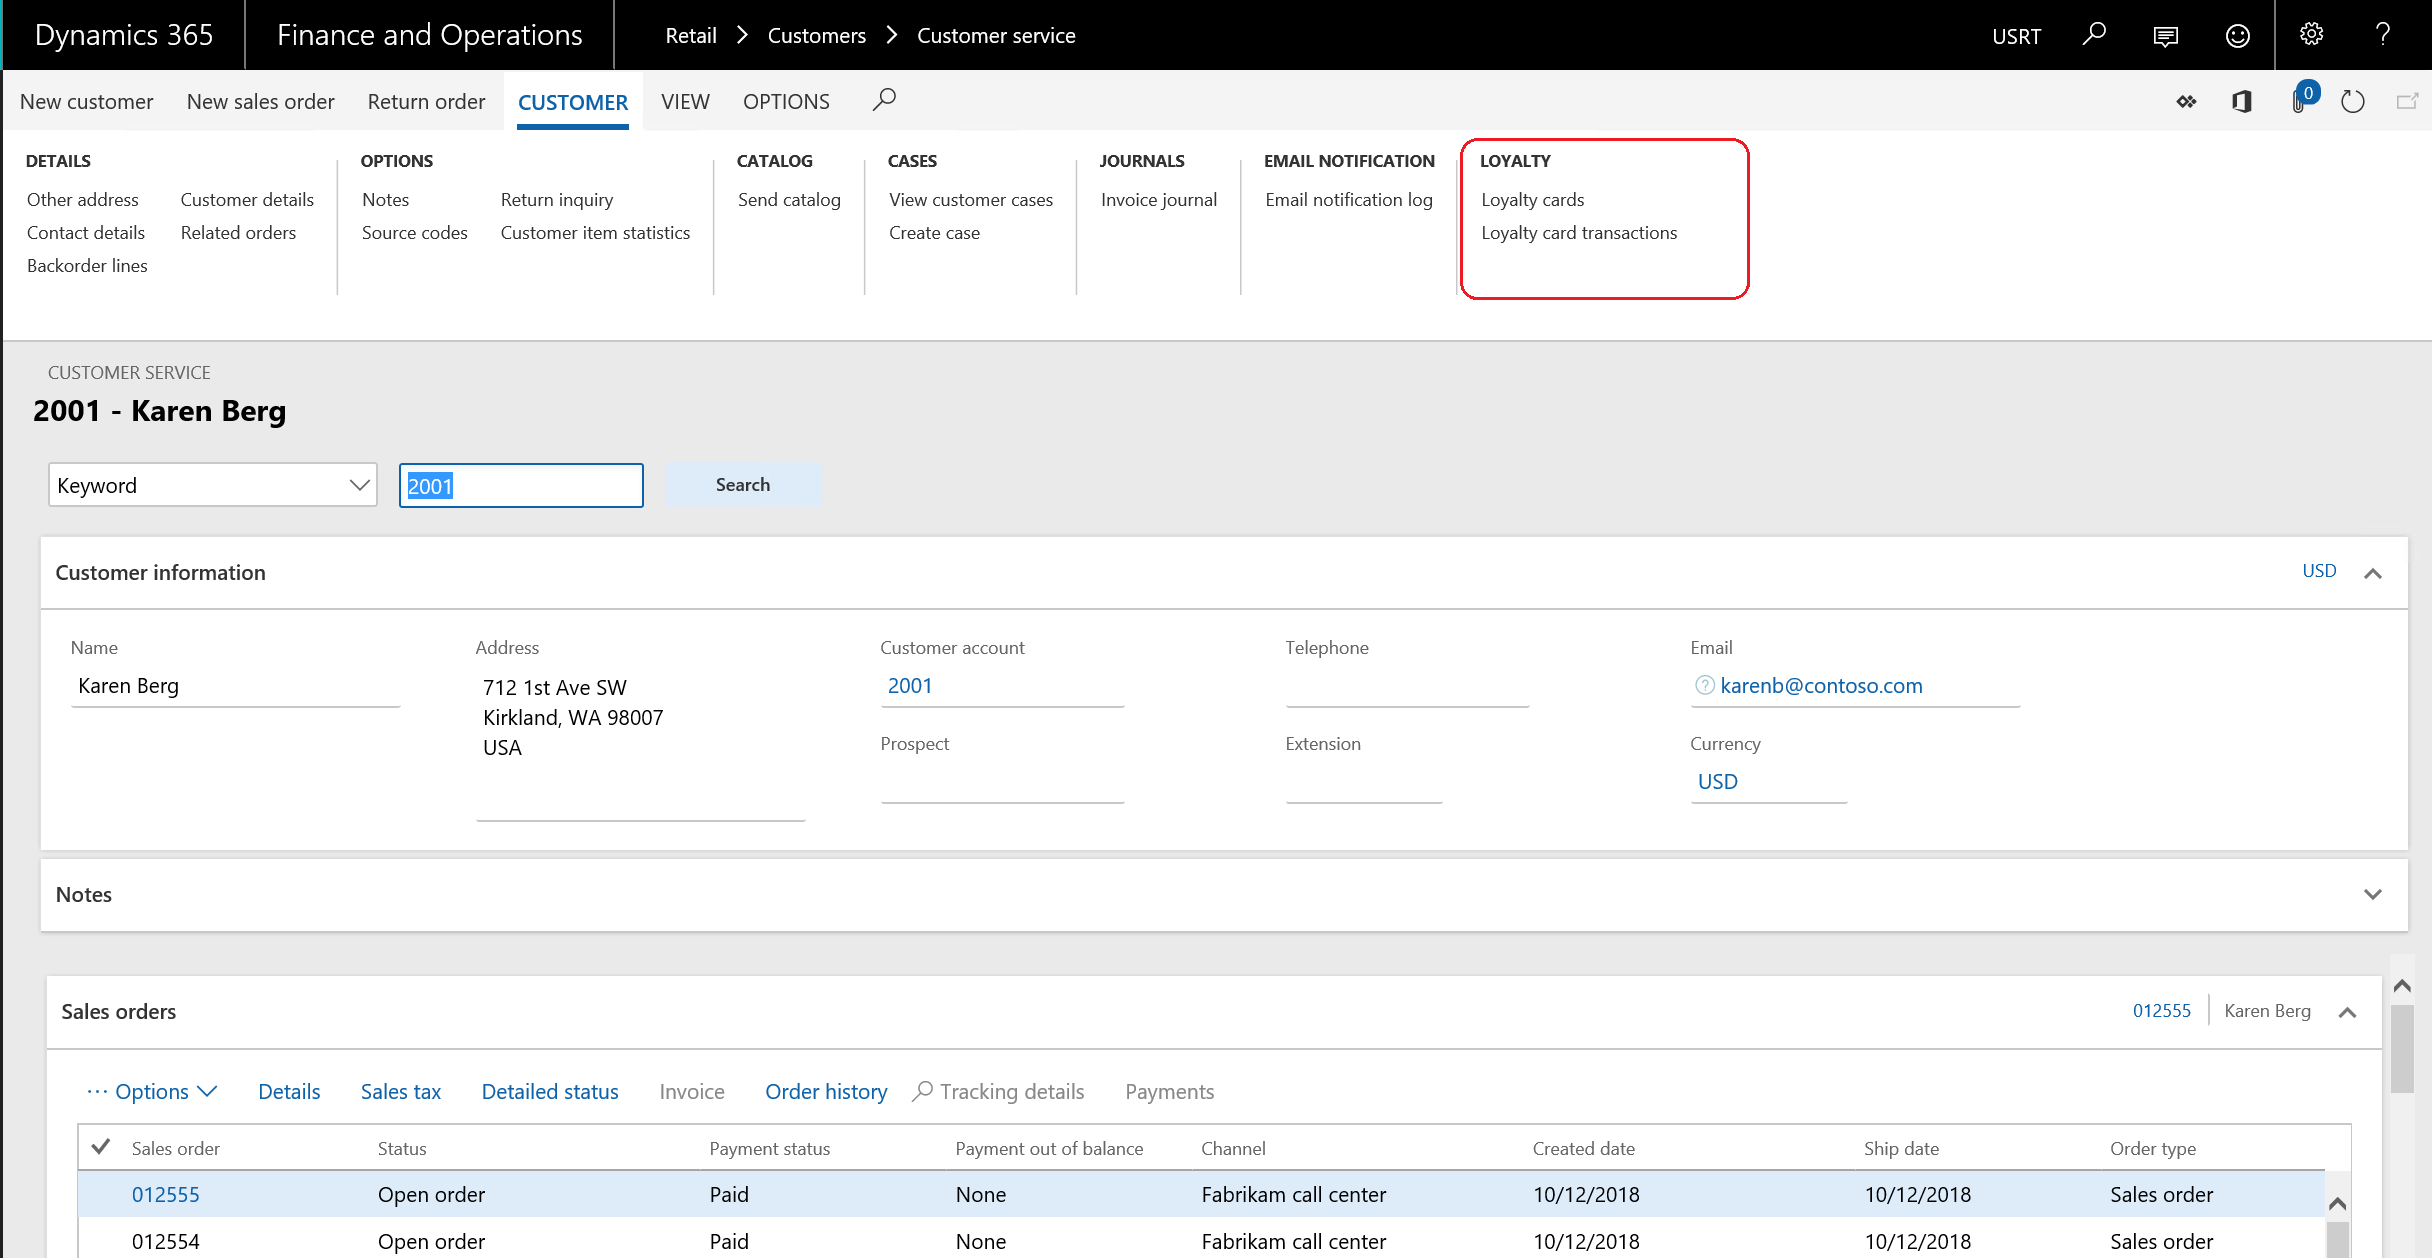 Dynamics 365 Finance and Operations Retail > Customers > Customer service USRT ?
New customer New sales order Return order CUSTOMER VIEW OPTIONS 0
DETAILS OPTIONS CATALOG CASES JOURNALS EMAIL NOTIFICATION LOYALTY
Other address Customer details Notes Return inquiry Send catalog View customer cases Invoice journal Email notification log Loyalty cards
Contact details Related orders Source codes Customer item statistics Create case Loyalty card transactions
Backorder lines
CUSTOMER SERVICE
2001 - Karen Berg
Keyword 2001 Search
Customer information USD
Name Address Customer account Telephone Email
Karen Berg 712 1st Ave SW 2001 ? karenb@contoso.com
Kirkland, WA 98007
USA
Prospect Extension Currency
USD
Notes
Sales orders 012555 Karen Berg
··· Options Details Sales tax Detailed status Invoice Order history Tracking details Payments
Sales order Status Payment status Payment out of balance Channel Created date Ship date Order type
012555 Open order Paid None Fabrikam call center 10/12/2018 10/12/2018 Sales order
012554 Open order Paid None Fabrikam call center 10/12/2018 10/12/2018 Sales order